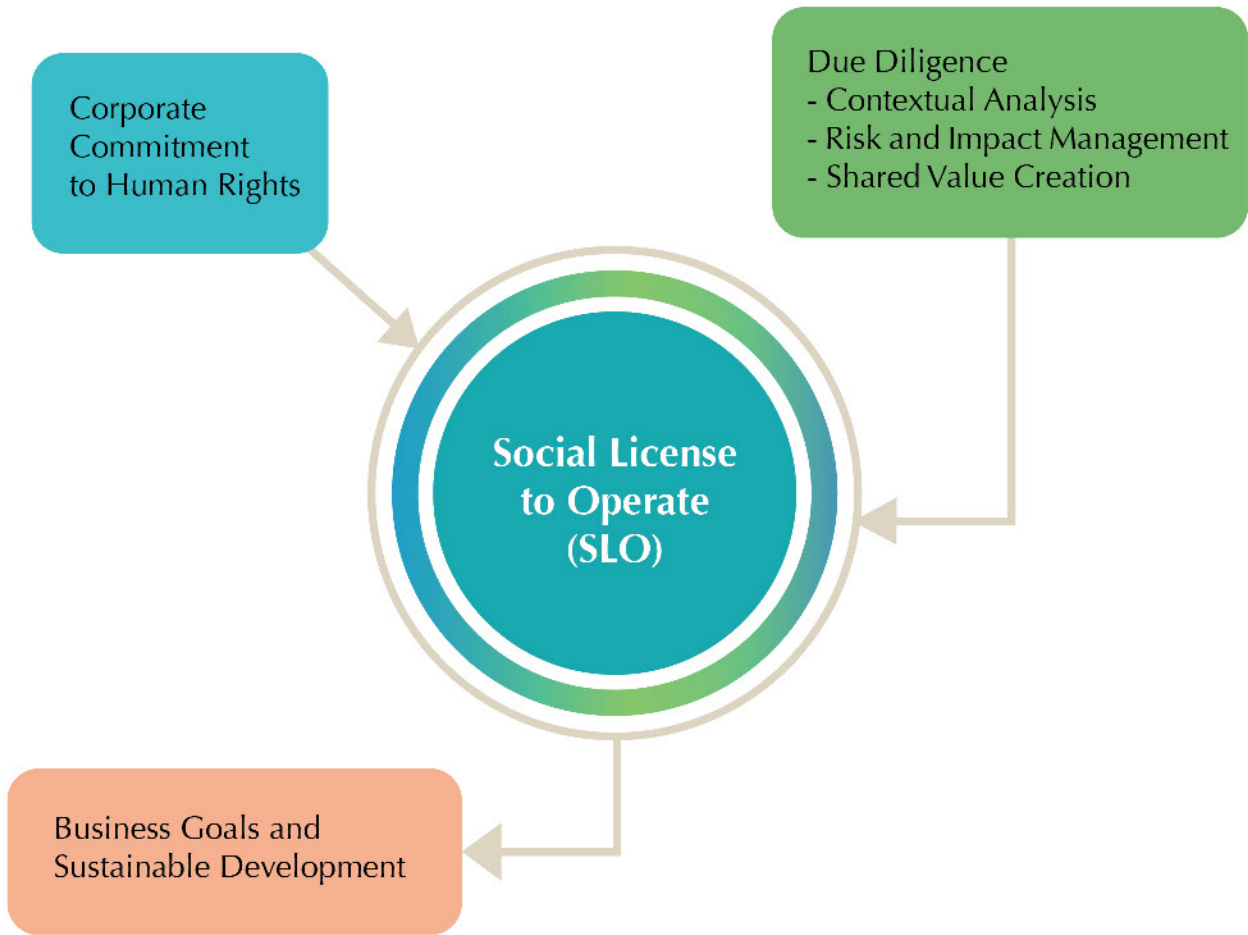 Corporate
Commitment
to Human Rights
Due Diligence
- Contextual Analysis
- Risk and Impact Management
- Shared Value Creation
Social License
to Operate
(SLO)
Business Goals and
Sustainable Development